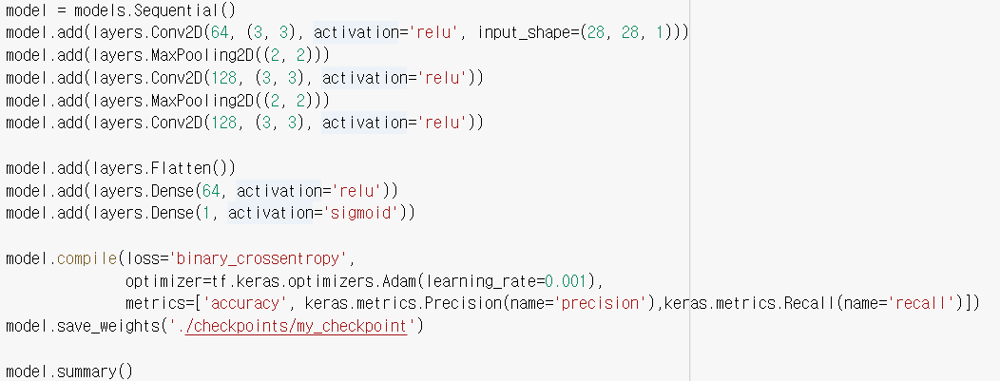 model = models.Sequential()
model.add(layers.Conv2D(64, (3, 3), activation='relu', input_shape=(28, 28, 1)))
model.add(layers.MaxPooling2D((2, 2)))
model.add(layers.Conv2D(128, (3, 3), activation='relu'))
model.add(layers.MaxPooling2D((2, 2)))
model.add(layers.Conv2D(128, (3, 3), activation='relu'))
model.add(layers.Flatten())
model.add(layers.Dense(64, activation='relu'))
model.add(layers.Dense(1, activation='sigmoid'))
model.compile(loss='binary_crossentropy',
optimizer=tf.keras.optimizers.Adam(learning_rate=0.001),
metrics=['accuracy', keras.metrics.Precision(name='precision'),keras.metrics.Recall(name='recall')])
model.save_weights('./checkpoints/my_checkpoint')
model.summary()